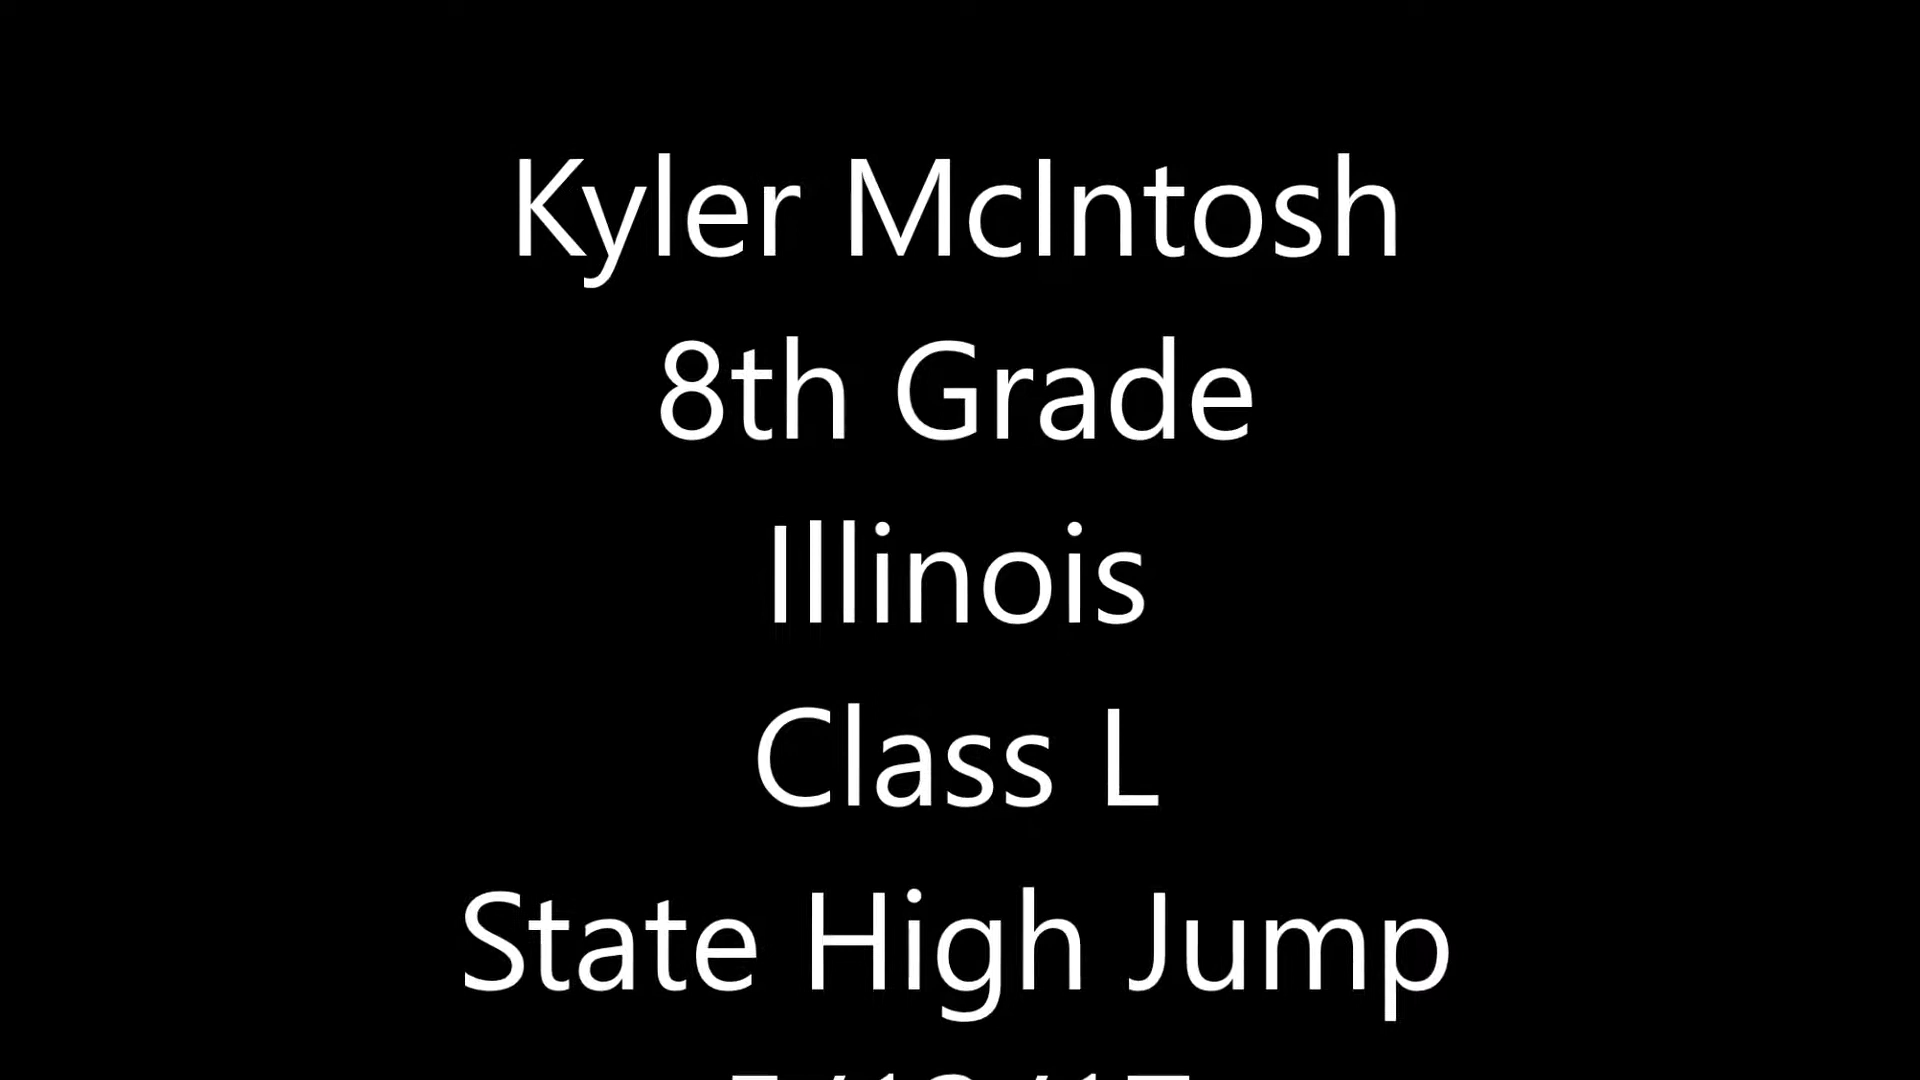 Kyler McIntosh
8th Grade
Illinois
Class L
State High Jump